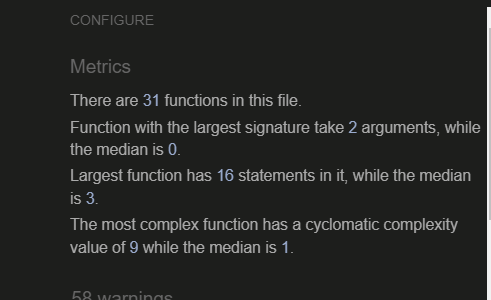 CONFIGURE
Metrics
There are 31 functions in this file.
Function with the largest signature take 2 arguments, while
the median is 0.
Largest function has 16 statements in it, while the median
is 3.
The most complex function has a cyclomatic complexity
value of 9 while the median is 1.
58 warnings